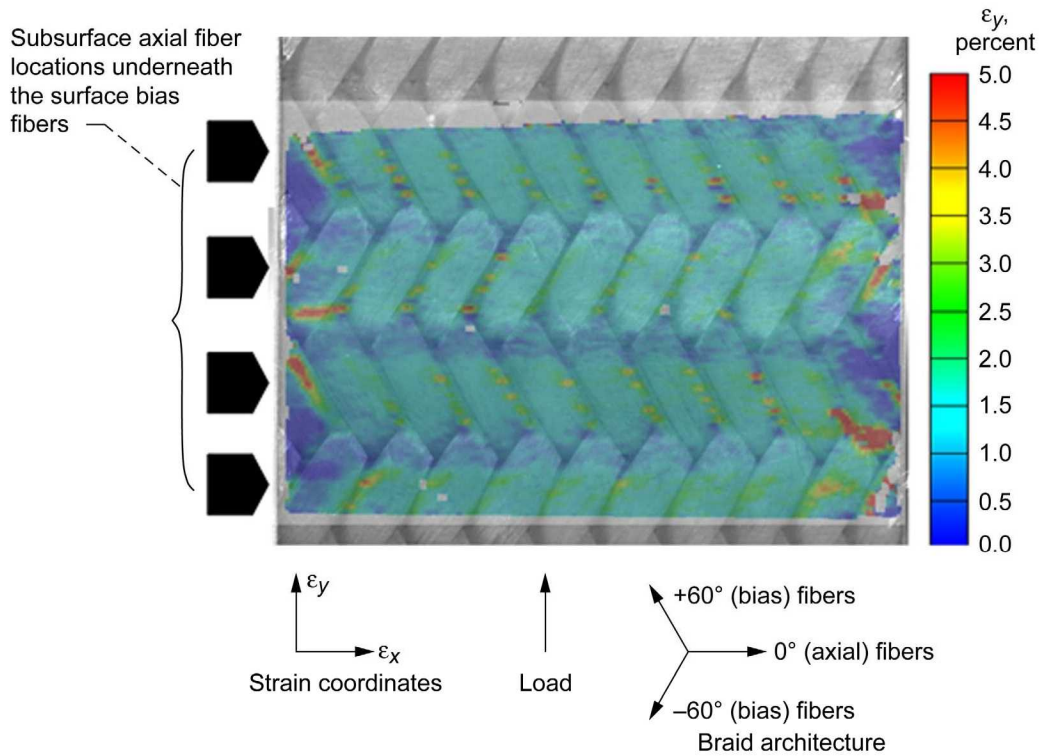 Subsurface axial fiber
locations underneath
the surface bias
fibers
εy,
percent
5.0
4.5
4.0
3.5
3.0
2.5
2.0
1.5
1.0
0.5
0.0
εy
εx
Strain coordinates
Load
+60° (bias) fibers
0° (axial) fibers
–60° (bias) fibers
Braid architecture